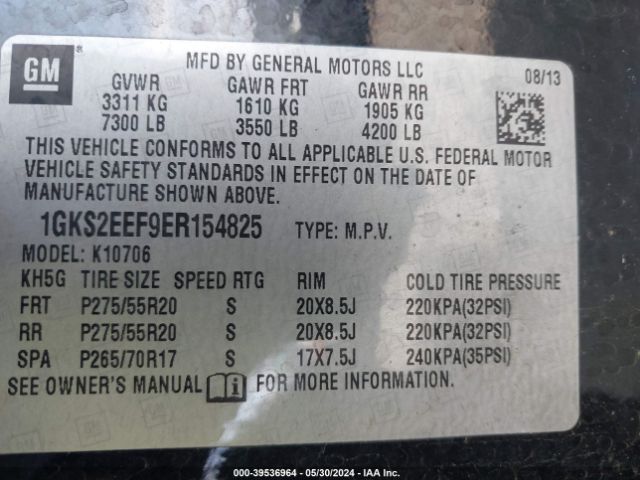 GM
®
MFD BY GENERAL MOTORS LLC
08/13
GVWR GAWR FRT GAWR RR
3311 KG 1610 KG 1905 KG
7300 LB 3550 LB 4200 LB
THIS VEHICLE CONFORMS TO ALL APPLICABLE U.S. FEDERAL MOTOR
VEHICLE SAFETY STANDARDS IN EFFECT ON THE DATE OF
MANUFACTURE SHOWN ABOVE.
1GKS2EEF9ER154825 TYPE: M.P.V.
MODEL: K10706
KH5G TIRE SIZE SPEED RTG RIM COLD TIRE PRESSURE
FRT P275/55R20 S 20X8.5J 220KPA(32PSI)
RR P275/55R20 S 20X8.5J 220KPA(32PSI)
SPA P265/70R17 S 17X7.5J 240KPA(35PSI)
SEE OWNER'S MANUAL FOR MORE INFORMATION.
000-39536964 - 05/30/2024 - IAA Inc.